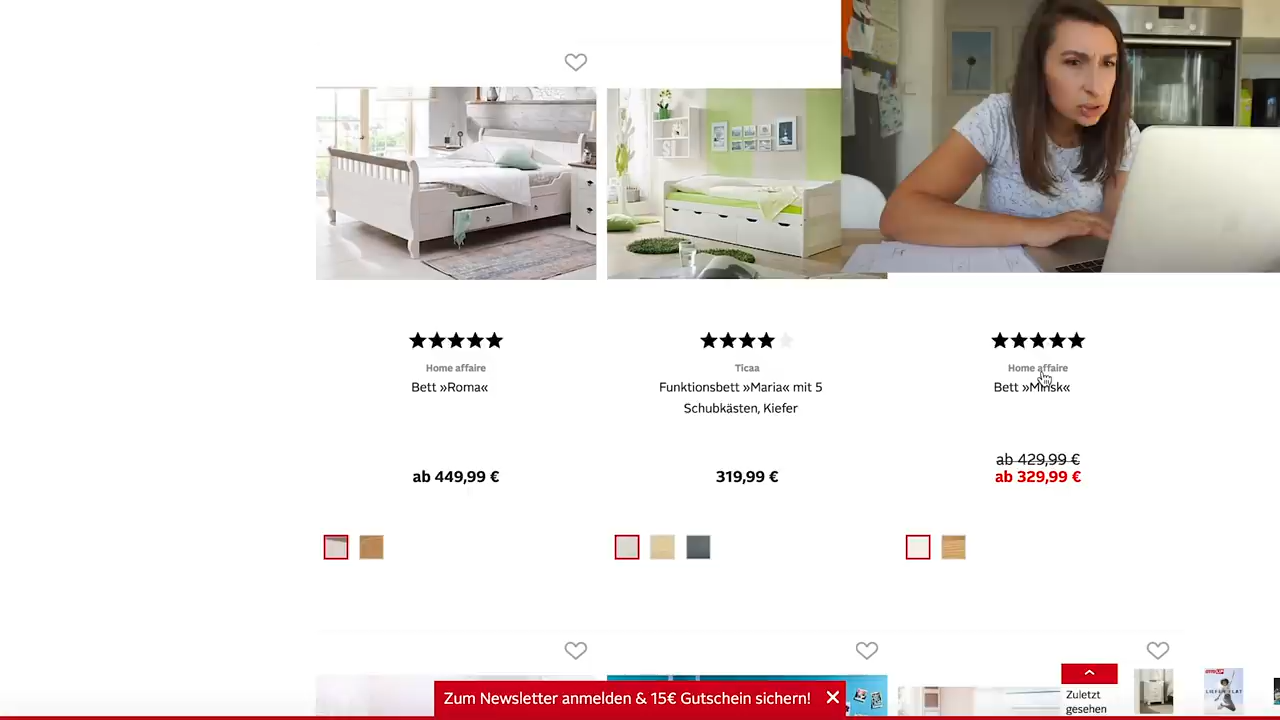 Home affaire
Bett »Roma«
ab 449,99 €
Ticaa
Funktionsbett »Maria« mit 5
Schubkästen, Kiefer
319,99 €
Home affaire
Bett »Minsk«
ab 429,99 €
ab 329,99 €
Zum Newsletter anmelden & 15€ Gutschein sichern!
Zuletzt
gesehen